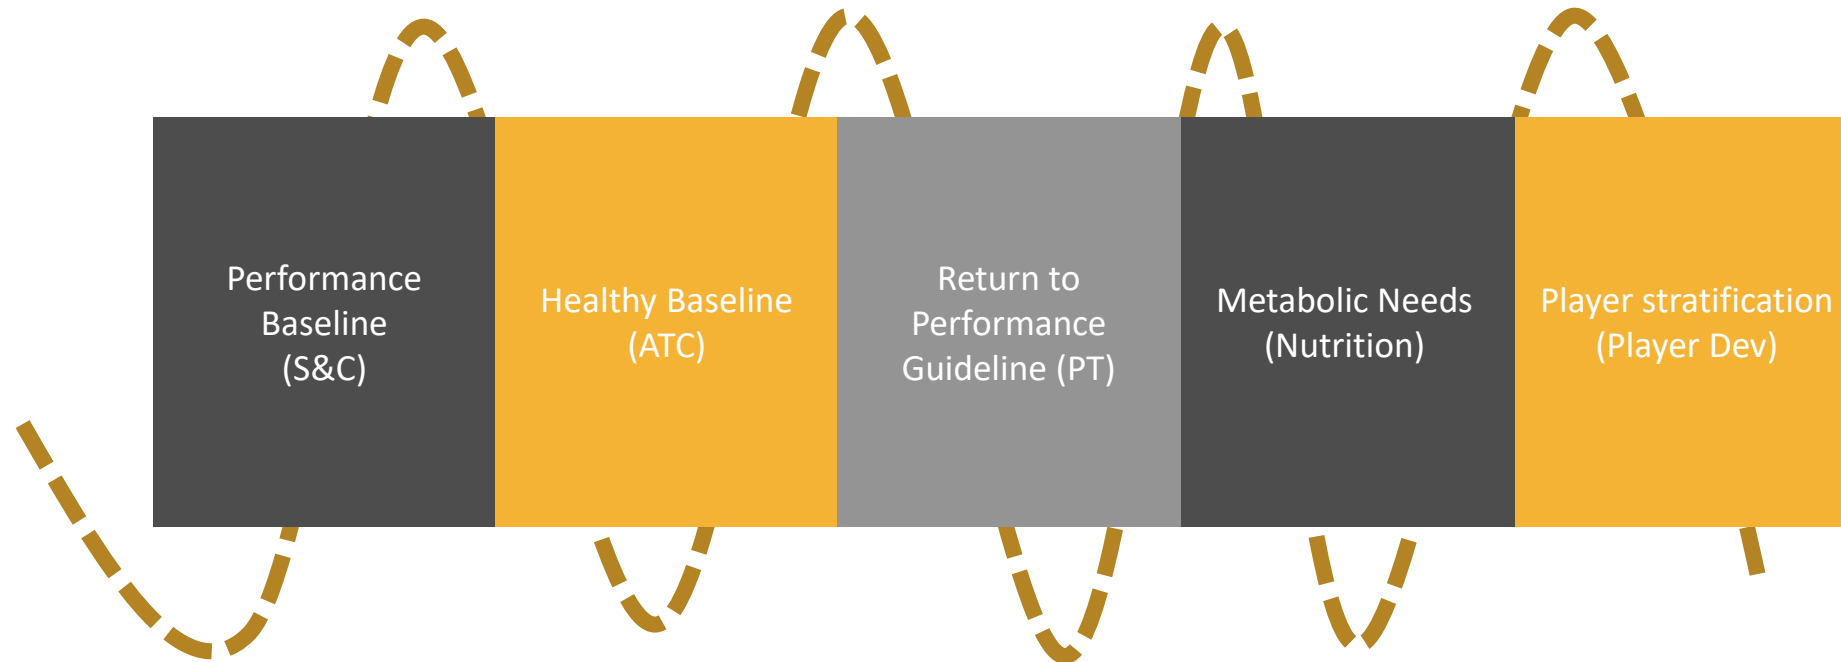 Performance
Baseline
(S&C)
Healthy Baseline
(ATC)
Return to
Performance
Guideline (PT)
Metabolic Needs
(Nutrition)
Player stratification
(Player Dev)